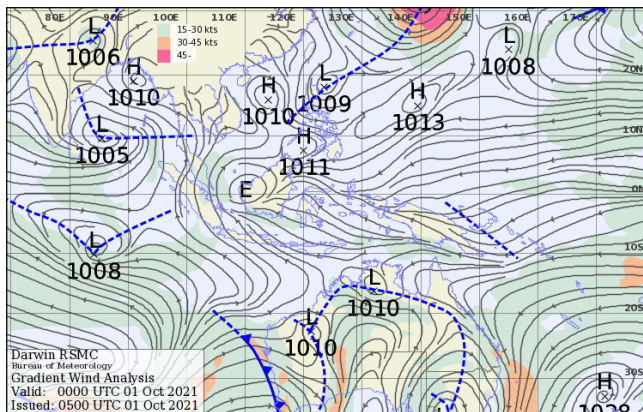 80E 90E 100E 110E 120E 130E 140E 150E 160E 170E
15-30 kts
30-45 kts
45-
L
1006
L
1008
20N
H
1010
H
1010
L
1009
H
1013
10N
L
1005
H
1011
E
0N
L
1008
10S
L
1010
20S
L
1010
30S
H
Darwin RSMC
Bureau of Meteorology
Gradient Wind Analysis
Valid: 0000 UTC 01 Oct 2021
Issued: 0500 UTC 01 Oct 2021